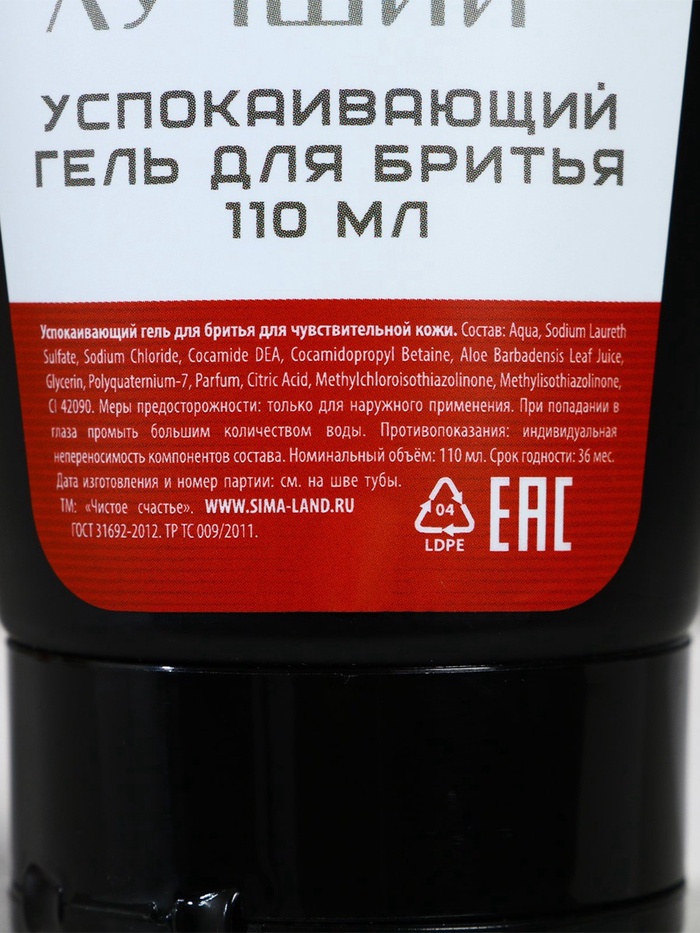 ЛУЧШИЙ
УСПОКАИВАЮЩИЙ
ГЕЛЬ ДЛЯ БРИТЬЯ
110 МЛ
Успокаивающий гель для бритья для чувствительной кожи. Состав: Aqua, Sodium Laureth
Sulfate, Sodium Chloride, Cocamide DEA, Cocamidopropyl Betaine, Aloe Barbadensis Leaf Juice,
Glycerin, Polyquaternium-7, Parfum, Citric Acid, Methylchloroisothiazolinone, Methylisothiazolinone,
CI 42090. Меры предосторожности: только для наружного применения. При попадании в
глаза промыть большим количеством воды. Противопоказания: индивидуальная
непереносимость компонентов состава. Номинальный объём: 110 мл. Срок годности: 36 мес.
Дата изготовления и номер партии: см. на шве тубы.
ТМ: «Чистое счастье». WWW.SIMA-LAND.RU
ГОСТ 31692-2012. ТР ТС 009/2011.
04
LDPE
EAC